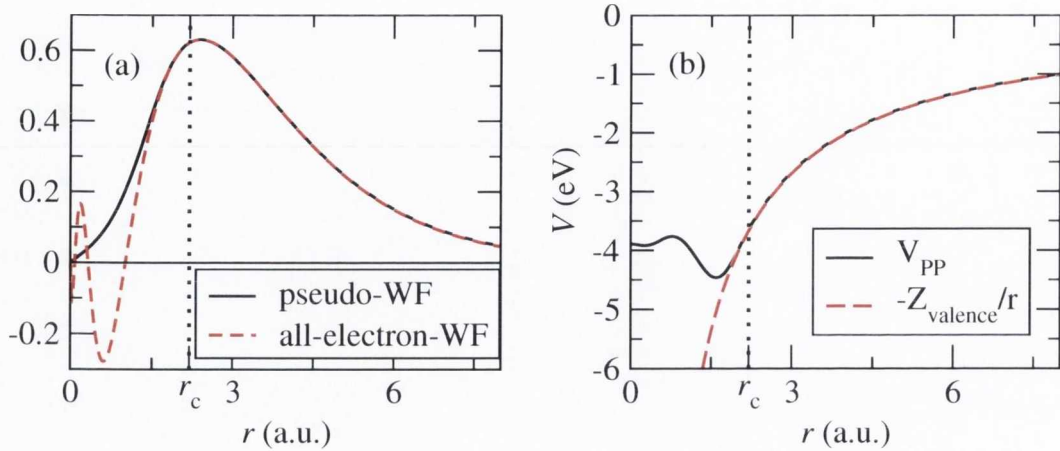 (a)
0.6
0.4
0.2
0
-0.2
pseudo-WF
all-electron-WF
0 r_c 3 6
r (a.u.)
(b)
0
-1
-2
-3
-4
-5
-6
V (eV)
V_PP
-Z_valence/r
0 r_c 3 6
r (a.u.)